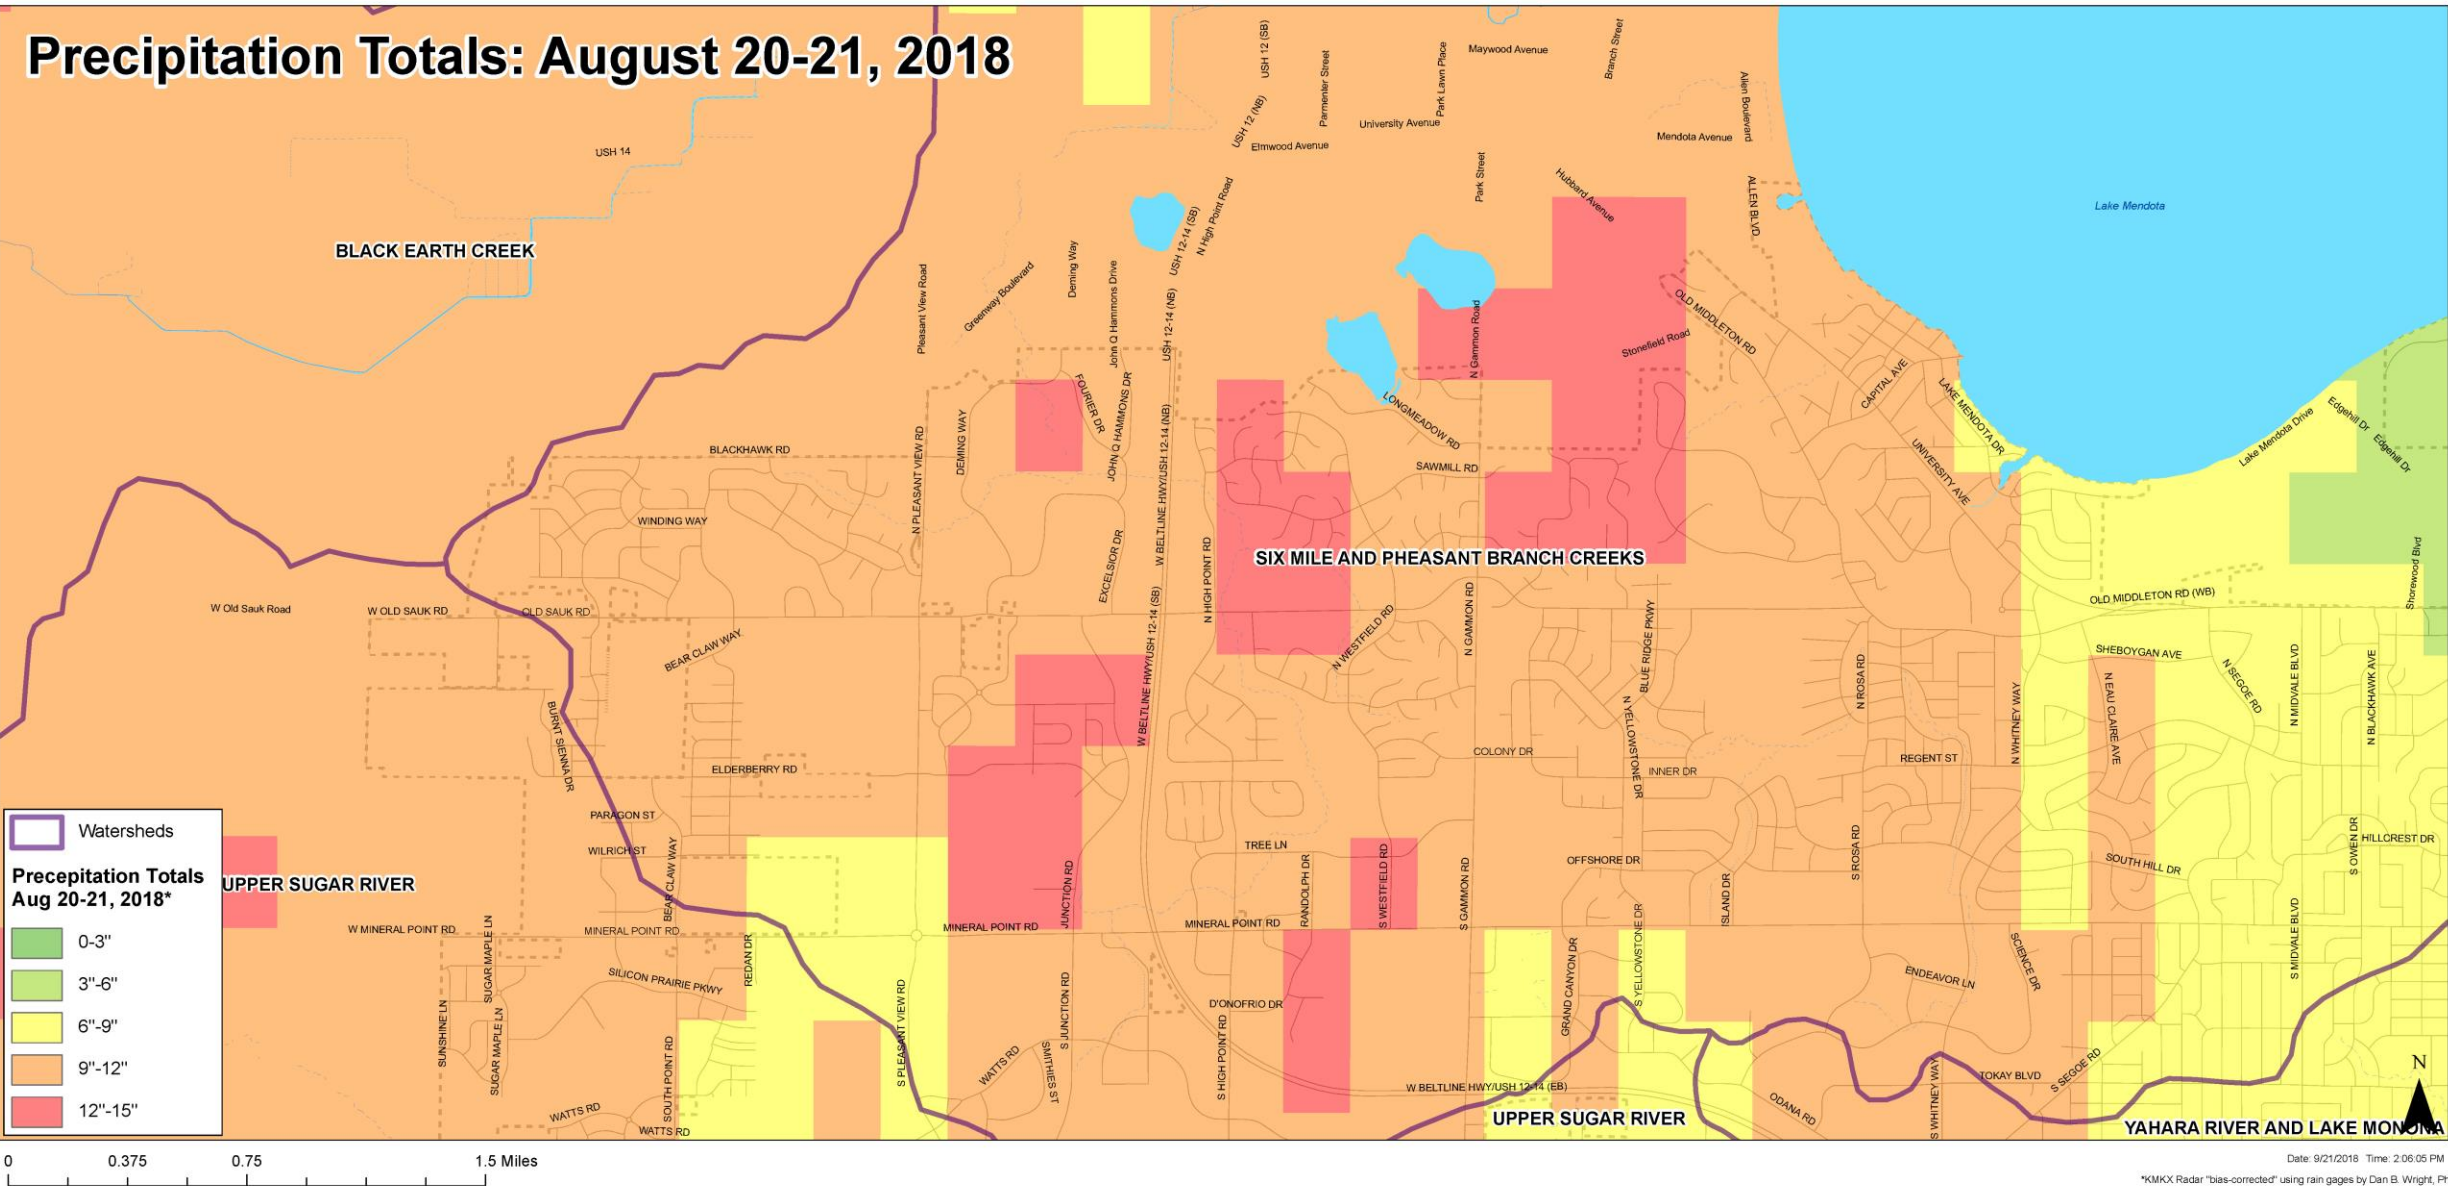 Precipitation Totals: August 20-21, 2018
USH 12 (SB)
Parmenter Street
Park Lawn Place
Maywood Avenue
Branch Street
Allen Boulevard
USH 12 (NB)
University Avenue
Elmwood Avenue
Mendota Avenue
USH 14
Park Street
Hubbard Avenue
ALLEN BLVD
Lake Mendota
BLACK EARTH CREEK
N High Point Road
USH 12-14 (SB)
Pleasant View Road
Greenway Boulevard
Deming Way
John Q Hammons Drive
USH 12-14 (NB)
N Gammon Road
Stonefield Road
OLD MIDDLETON RD
FOURIER DR
JOHN Q HAMMONS DR
LONGMEADOW RD
CAPITAL AVE
LAKE MENDOTA DR
Lake Mendota Drive
Edgehill Dr
Edgehill Dr
BLACKHAWK RD
N PLEASANT VIEW RD
DEMING WAY
W BELTLINE HWY/USH 12-14 (NB)
SAWMILL RD
UNIVERSITY AVE
WINDING WAY
EXCELSIOR DR
N HIGH POINT RD
SIX MILE AND PHEASANT BRANCH CREEKS
Shorewood Blvd
W Old Sauk Road
W OLD SAUK RD
OLD SAUK RD
W BELTLINE HWY/USH 12-14 (SB)
N WESTFIELD RD
N GAMMON RD
BLUE RIDGE PKWY
OLD MIDDLETON RD (WB)
BEAR CLAW WAY
SHEBOYGAN AVE
N ROSA RD
N WHITNEY WAY
N EAU CLAIRE AVE
N SEGOE RD
N MIDVALE BLVD
N BLACKHAWK AVE
BURNT SIENNA DR
N YELLOWSTONE DR
COLONY DR
INNER DR
REGENT ST
ELDERBERRY RD
PARAGON ST
WILRICH ST
BEAR CLAW WAY
TREE LN
RANDOLPH DR
S WESTFIELD RD
S GAMMON RD
OFFSHORE DR
ISLAND DR
S ROSA RD
SOUTH HILL DR
S OWEN DR
HILLCREST DR
Watersheds
Precepitation Totals
Aug 20-21, 2018*
0-3"
3"-6"
6"-9"
9"-12"
12"-15"
UPPER SUGAR RIVER
W MINERAL POINT RD
SUGAR MAPLE LN
MINERAL POINT RD
REDAN DR
MINERAL POINT RD
JUNCTION RD
MINERAL POINT RD
SILICON PRAIRIE PKWY
S PLEASANT VIEW RD
S JUNCTION RD
D'ONOFRIO DR
GRAND CANYON DR
S YELLOWSTONE DR
ENDEAVOR LN
SCIENCE DR
S MIDVALE BLVD
SUNSHINE LN
SUGAR MAPLE LN
SOUTH POINT RD
WATTS RD
SMITHIES ST
S HIGH POINT RD
W BELTLINE HWY/USH 12-14 (EB)
ODANA RD
S WHITNEY WAY
TOKAY BLVD
S SEGOE RD
N
WATTS RD
WATTS RD
UPPER SUGAR RIVER
YAHARA RIVER AND LAKE MONONA
0 0.375 0.75 1.5 Miles
Date: 9/21/2018 Time: 2:06:05 PM
*KMKX Radar "bias-corrected" using rain gages by Dan B. Wright, Ph